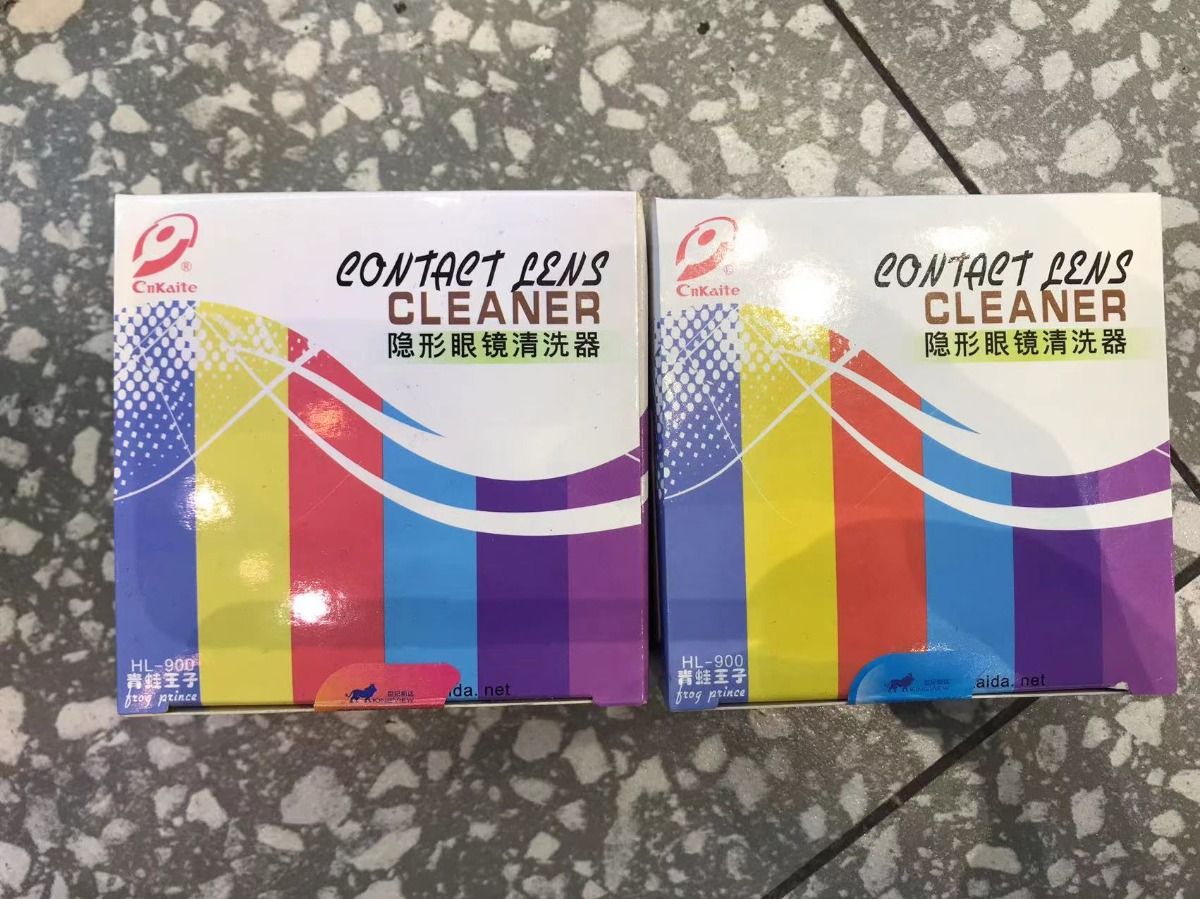 CnKaite
®
CONTACT LENS
CLEANER
隐形眼镜清洗器
HL-900
青蛙王子
frog prince
KINGVIEW
aida.net
CnKaite
®
CONTACT LENS
CLEANER
隐形眼镜清洗器
HL-900
青蛙王子
frog prince
aida.net